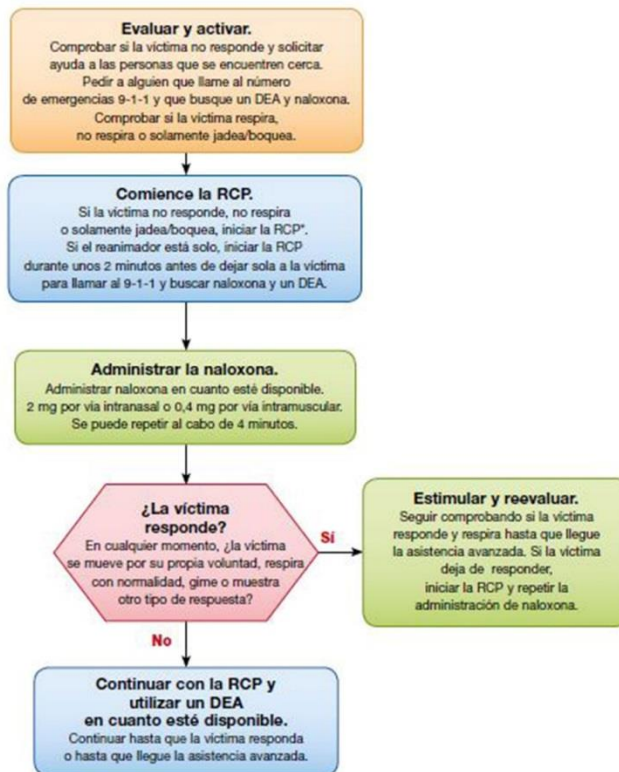 Evaluar y activar.
Comprobar si la víctima no responde y solicitar
ayuda a las personas que se encuentren cerca.
Pedir a alguien que llame al número
de emergencias 9-1-1 y que busque un DEA y naloxona.
Comprobar si la víctima respira,
no respira o solamente jadea/boquea.
Comience la RCP.
Si la víctima no responde, no respira
o solamente jadea/boquea, iniciar la RCP*.
Si el reanimador está solo, iniciar la RCP
durante unos 2 minutos antes de dejar sola a la víctima
para llamar al 9-1-1 y buscar naloxona y un DEA.
Administrar la naloxona.
Administrar naloxona en cuanto esté disponible.
2 mg por vía intranasal o 0,4 mg por vía intramuscular.
Se puede repetir al cabo de 4 minutos.
¿La víctima
responde?
En cualquier momento, ¿la víctima
se mueve por su propia voluntad, respira
con normalidad, gime o muestra
otro tipo de respuesta?
Sí
Estimular y reevaluar.
Seguir comprobando si la víctima
responde y respira hasta que llegue
la asistencia avanzada. Si la víctima
deja de responder,
iniciar la RCP y repetir la
administración de naloxona.
No
Continuar con la RCP y
utilizar un DEA
en cuanto esté disponible.
Continuar hasta que la víctima responda
o hasta que llegue la asistencia avanzada.